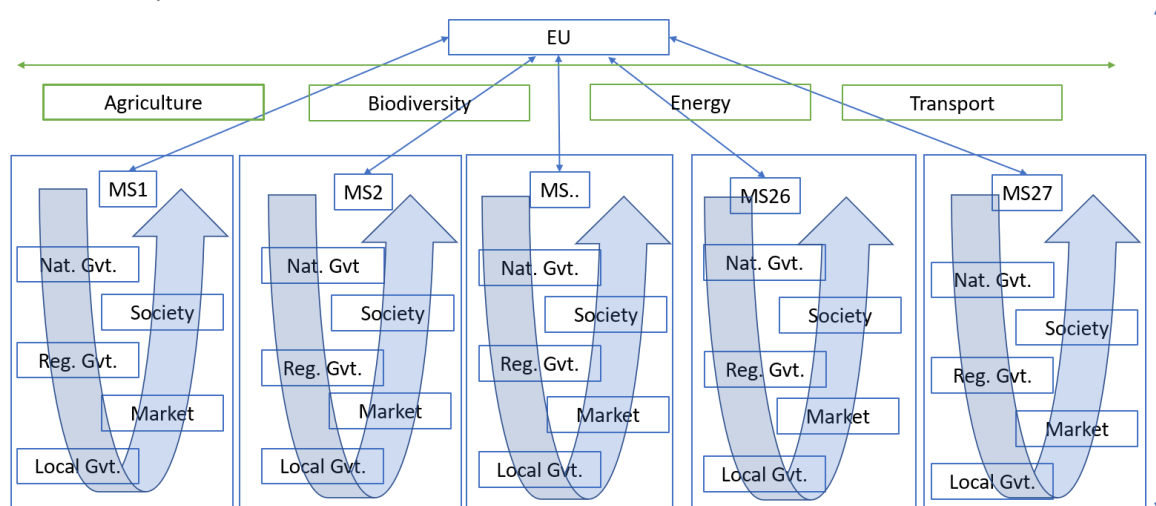 EU
Agriculture
Biodiversity
Energy
Transport
MS1
MS2
MS..
MS26
MS27
Nat. Gvt.
Society
Reg. Gvt.
Market
Local Gvt.
Nat. Gvt
Society
Reg. Gvt.
Market
Local Gvt.
Nat. Gvt.
Society
Reg. Gvt.
Market
Local Gvt.
Nat. Gvt.
Society
Reg. Gvt.
Market
Local Gvt.
Nat. Gvt.
Society
Reg. Gvt.
Market
Local Gvt.